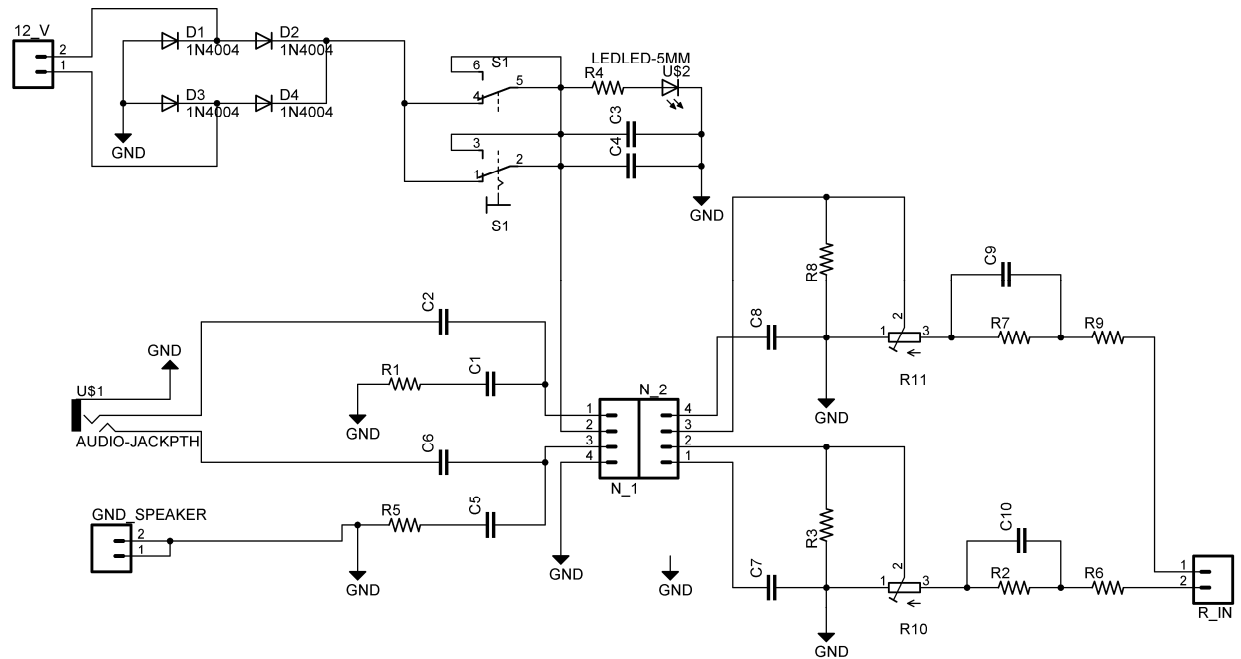 12_V
2
1
D1
1N4004
D2
1N4004
D3
1N4004
D4
1N4004
GND
S1
6
5
4
3
2
1
S1
LEDLED-5MM
R4
U$2
C3
C4
GND
C2
GND
R1
C1
GND
U$1
AUDIO-JACKPTH
C6
GND_SPEAKER
2
1
R5
C5
GND
N_2
1
2
3
4
4
3
2
1
N_1
GND
GND
R8
C8
1
2
3
R11
GND
C9
R7
R9
R3
C7
1
2
3
R10
GND
C10
R2
R6
1
2
R_IN